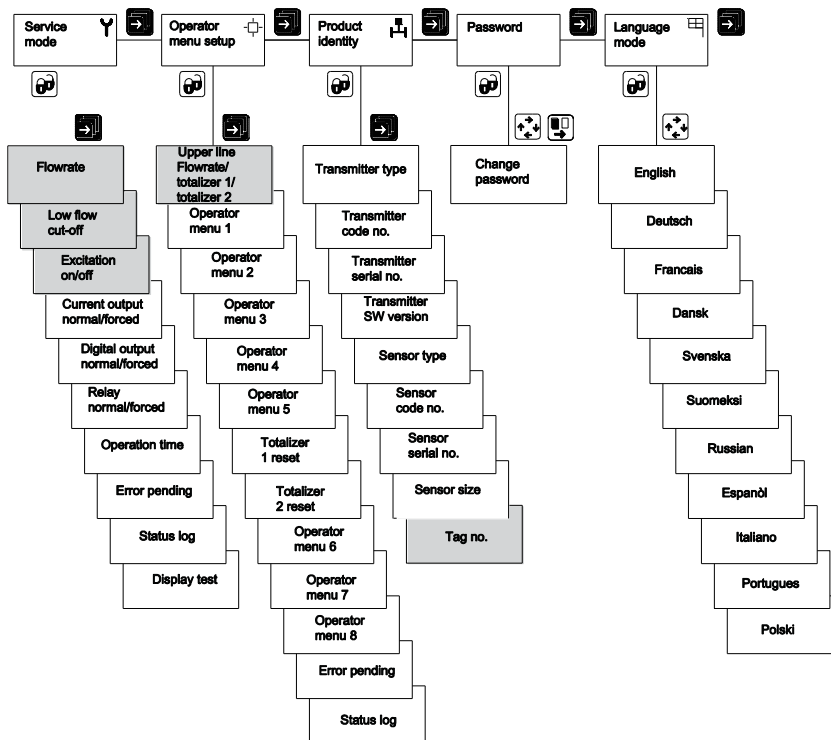 Service
mode
Operator
menu setup
Product
identity
Password
Language
mode
Flowrate
Low flow
cut-off
Excitation
on/off
Current output
normal/forced
Digital output
normal/forced
Relay
normal/forced
Operation time
Error pending
Status log
Display test
Upper line
Flowrate/
totalizer 1/
totalizer 2
Operator
menu 1
Operator
menu 2
Operator
menu 3
Operator
menu 4
Operator
menu 5
Totalizer
1 reset
Totalizer
2 reset
Operator
menu 6
Operator
menu 7
Operator
menu 8
Error pending
Status log
Transmitter type
Transmitter
code no.
Transmitter
serial no.
Transmitter
SW version
Sensor type
Sensor
code no.
Sensor
serial no.
Sensor size
Tag no.
Change
password
English
Deutsch
Francais
Dansk
Svenska
Suomeksi
Russian
Espanòl
Italiano
Portugues
Polski